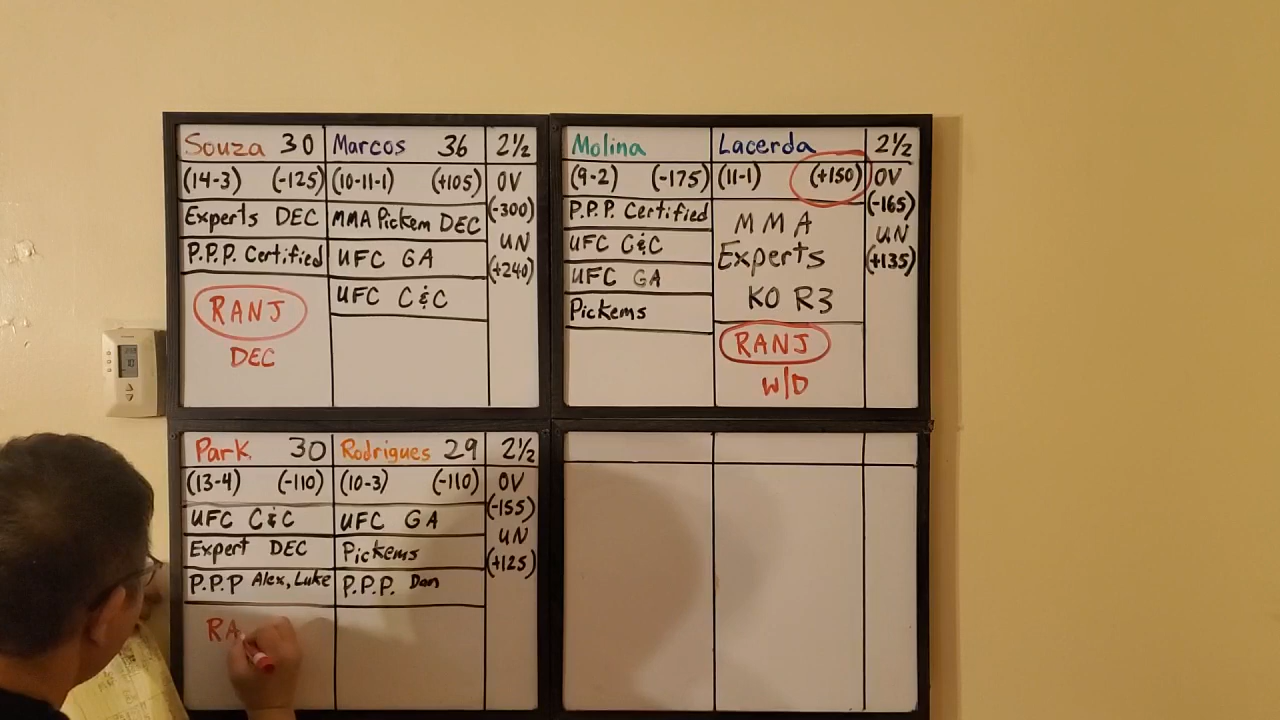 Souza 30 Marcos 36 2½
(14-3) (-125) (10-11-1) (+105) OV
(-300)
Experts DEC MMA Pickem DEC
UN
P.P.P. Certified UFC GA
(+240)
UFC C&C
RANJ
DEC
Molina Lacerda 2½
(9-2) (-175) (11-1) (+150) OV
(-165)
P.P.P. Certified MMA
UN
UFC C&C Experts
(+135)
UFC GA KO R3
Pickems
RANJ
W/D
Park 30 Rodrigues 29 2½
(13-4) (-110) (10-3) (-110) OV
(-155)
UFC C&C UFC GA
UN
Expert DEC Pickems
(+125)
P.P.P Alex, Luke P.P.P. Dan
RA